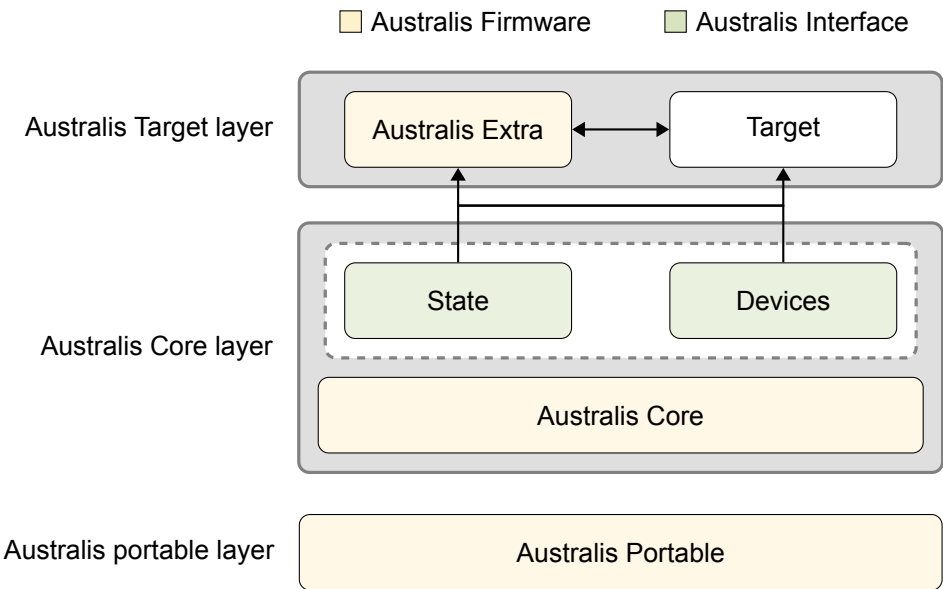 Australis Firmware
Australis Interface
Australis Target layer
Australis Extra
Target
Australis Core layer
State
Devices
Australis Core
Australis portable layer
Australis Portable